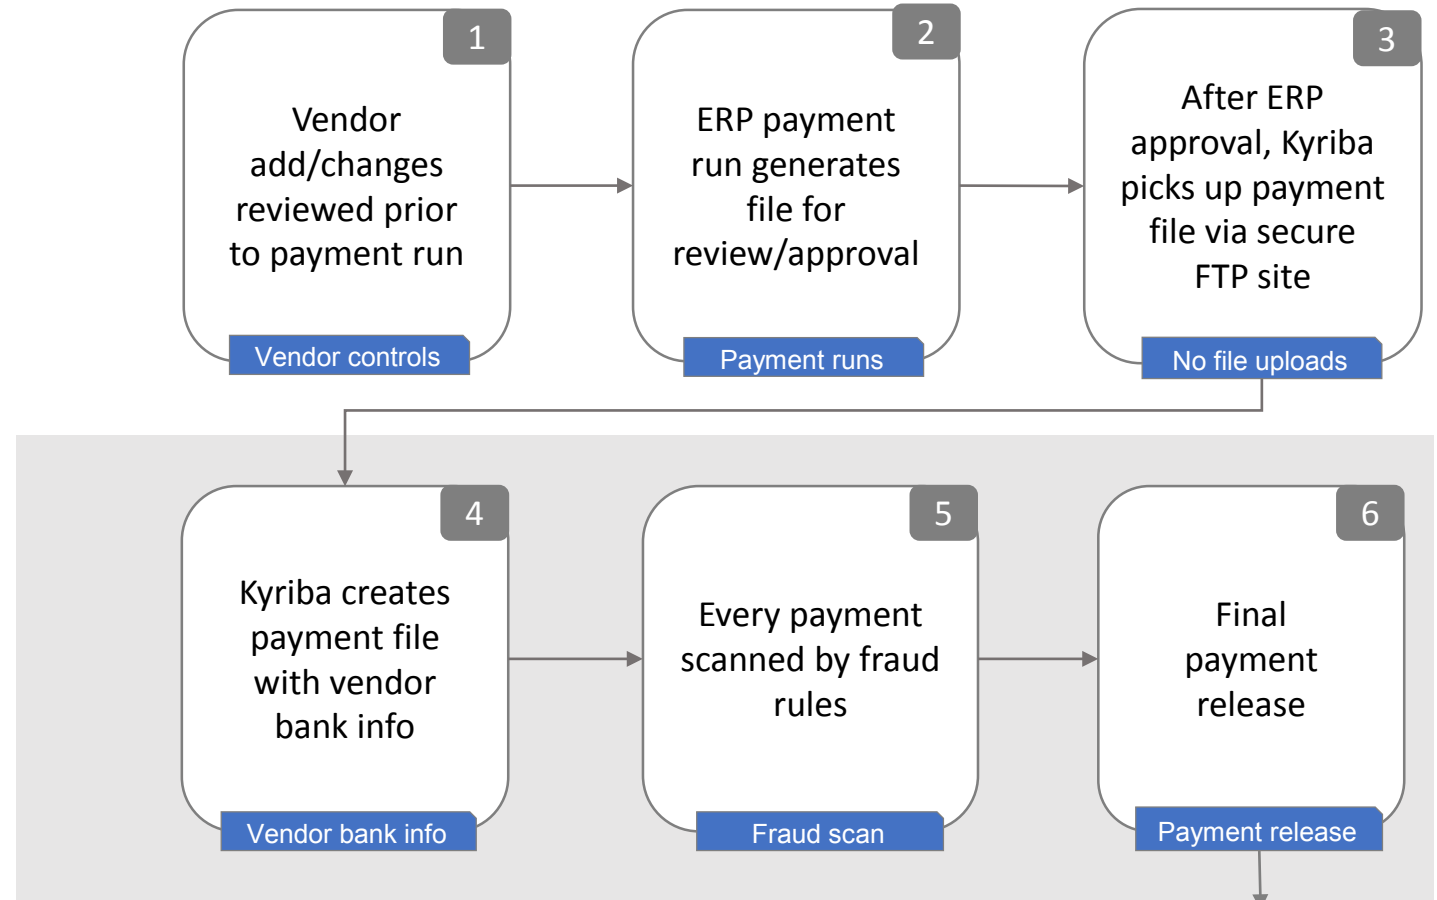 1
Vendor
add/changes
reviewed prior
to payment run
Vendor controls
2
ERP payment
run generates
file for
review/approval
Payment runs
3
After ERP
approval, Kyriba
picks up payment
file via secure
FTP site
No file uploads
4
Kyriba creates
payment file
with vendor
bank info
Vendor bank info
5
Every payment
scanned by fraud
rules
Fraud scan
6
Final
payment
release
Payment release